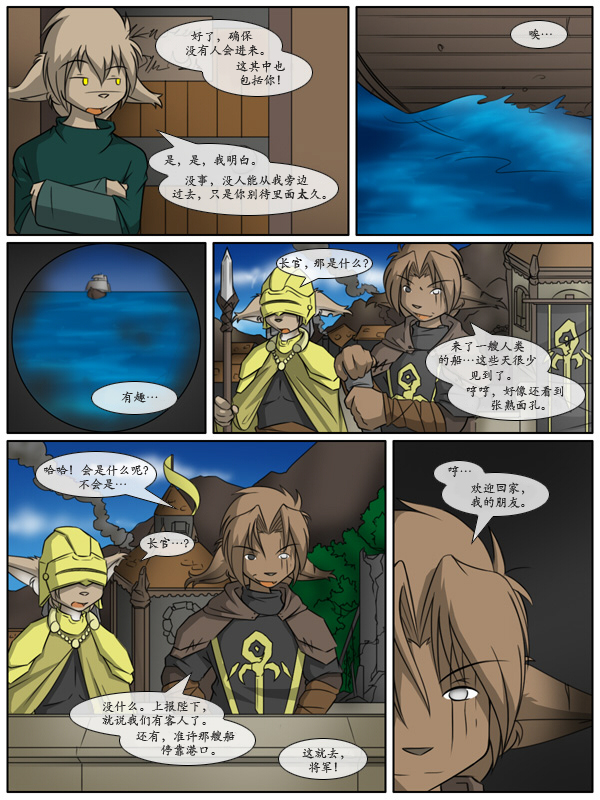 好了，确保
没有人会进来。
这其中也
包括你！
是，是，我明白。
没事，没人能从我旁边
过去，只是你别待里面太久。
唉…
有趣…
长官，那是什么？
来了一艘人类
的船…这些天很少
见到了。
哼哼，好像还看到
张熟面孔。
哈哈！会是什么呢？
不会是…
长官…？
没什么。上报陛下，
就说我们有客人了。
还有，准许那艘船
停靠港口。
这就去，
将军！
哼…
欢迎回家，
我的朋友。